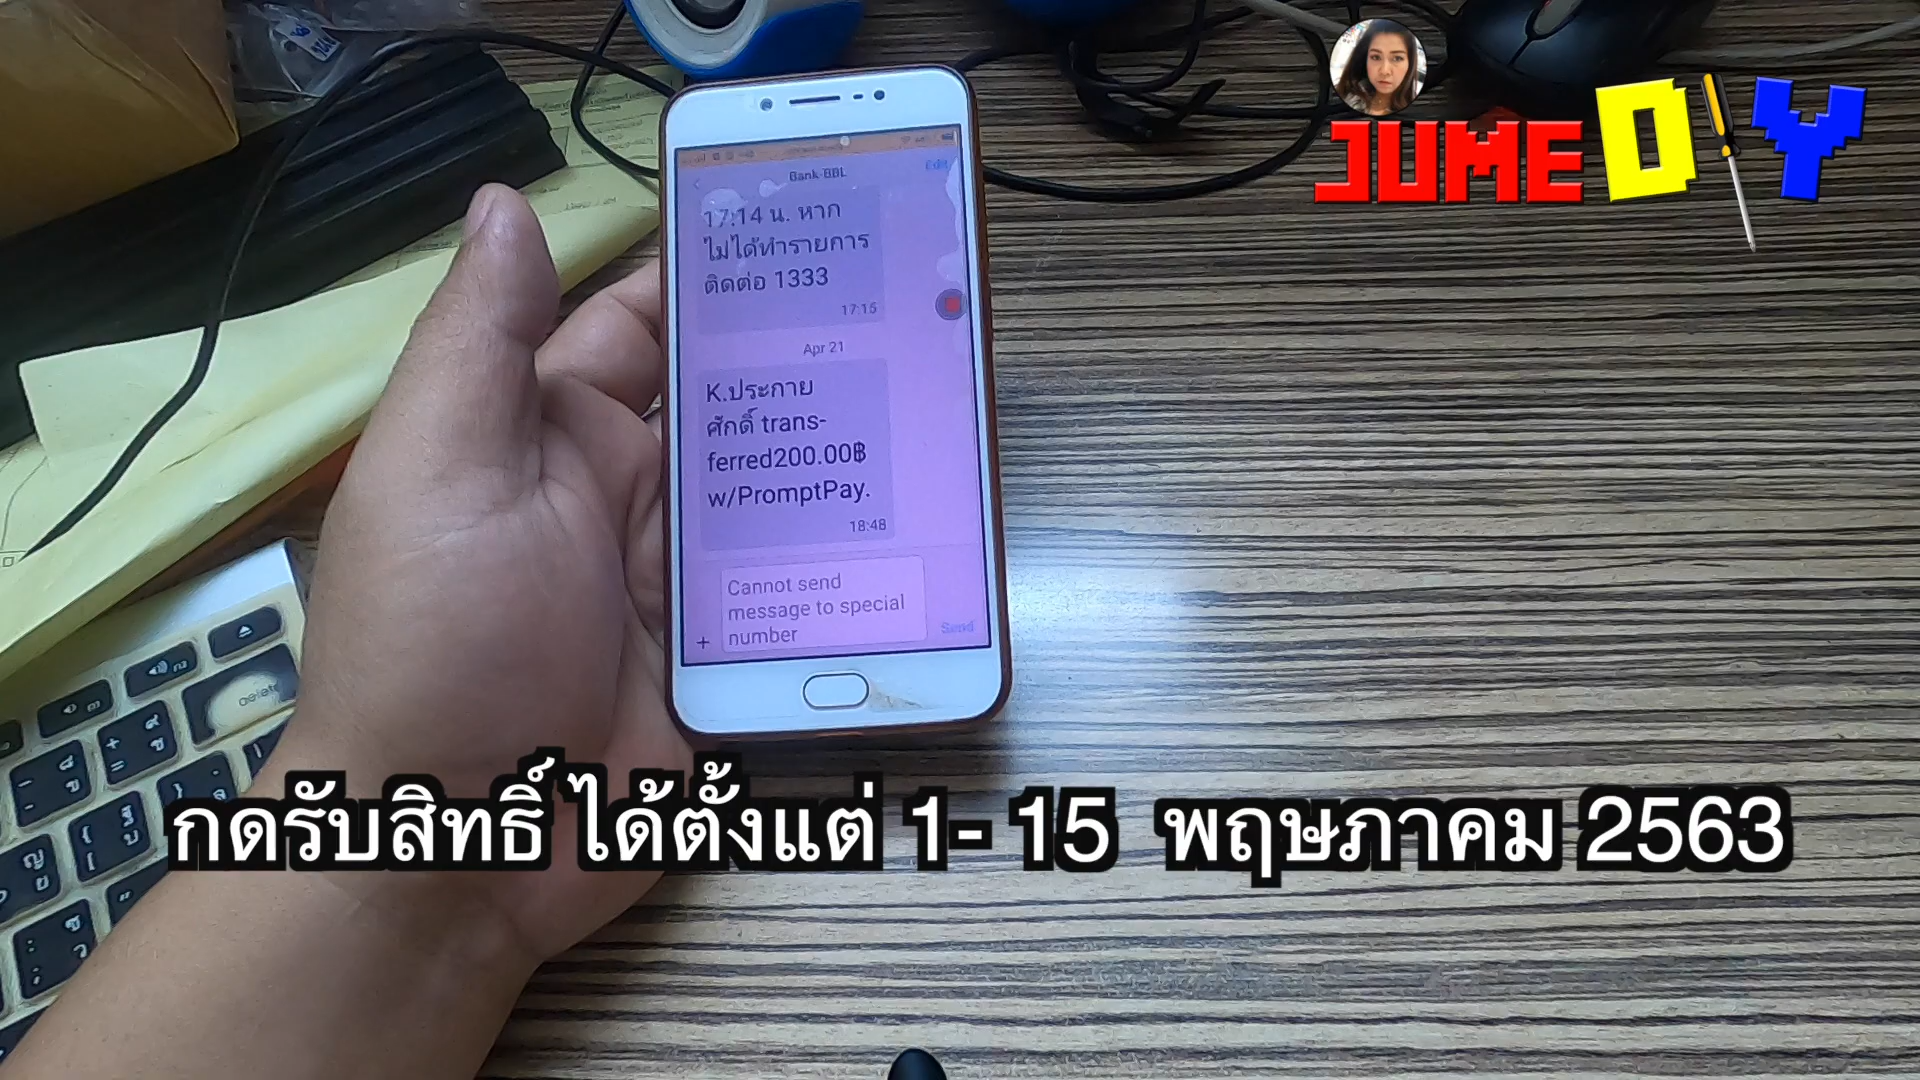 JUME DIY
Bank BBL
Edit
17:14 น. หาก
ไม่ได้ทำรายการ
ติดต่อ 1333
17:15
Apr 21
K.ประกาย
ศักดิ์ trans-
ferred200.00฿
w/PromptPay.
18:48
Cannot send
message to special
number
+
Send
delete
กดรับสิทธิ์ ได้ตั้งแต่ 1- 15 พฤษภาคม 2563